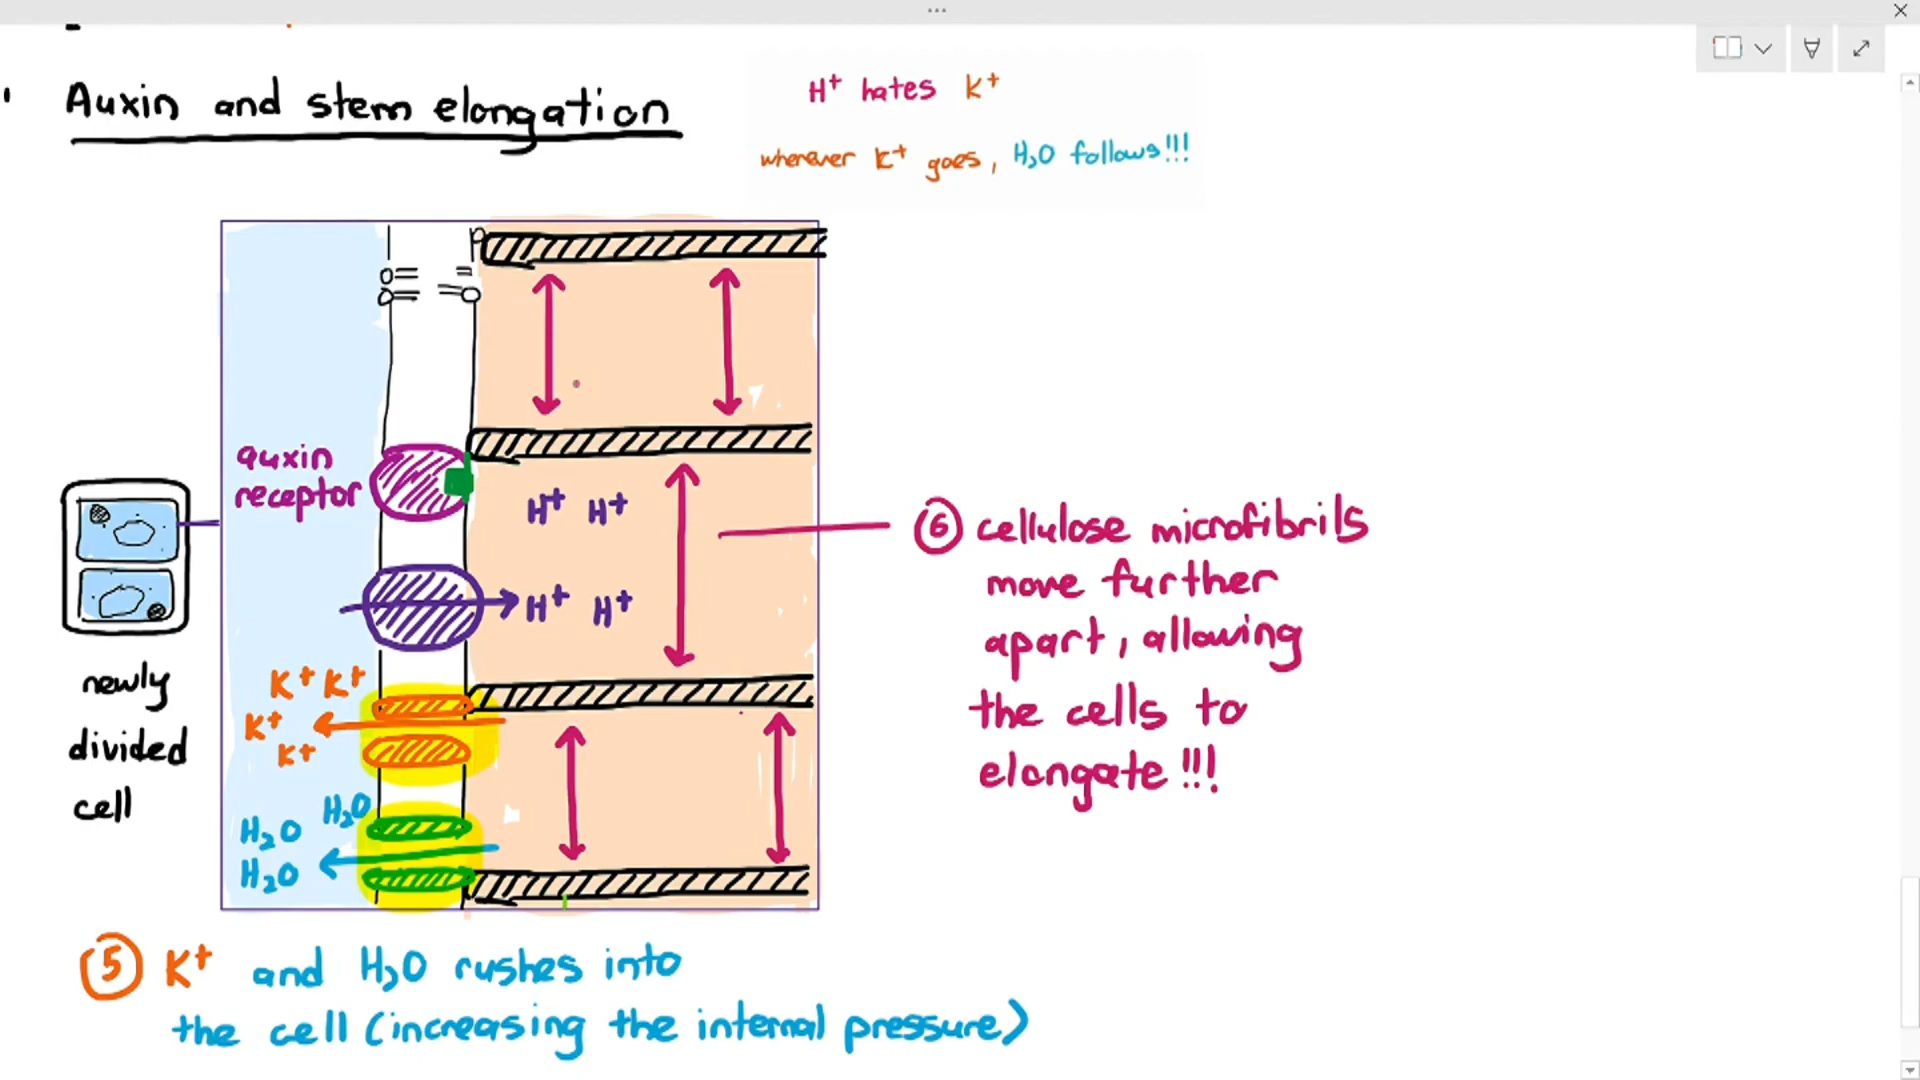 Auxin and stem elongation
H+ hates K+
whenever K+ goes, H2O follows!!!
auxin
receptor
H+ H+
H+ H+
K+ K+
K+
K+
H2O
H2O
H2O
newly
divided
cell
6 cellulose microfibrils
move further
apart, allowing
the cells to
elongate!!!
5 K+ and H2O rushes into
the cell (increasing the internal pressure)